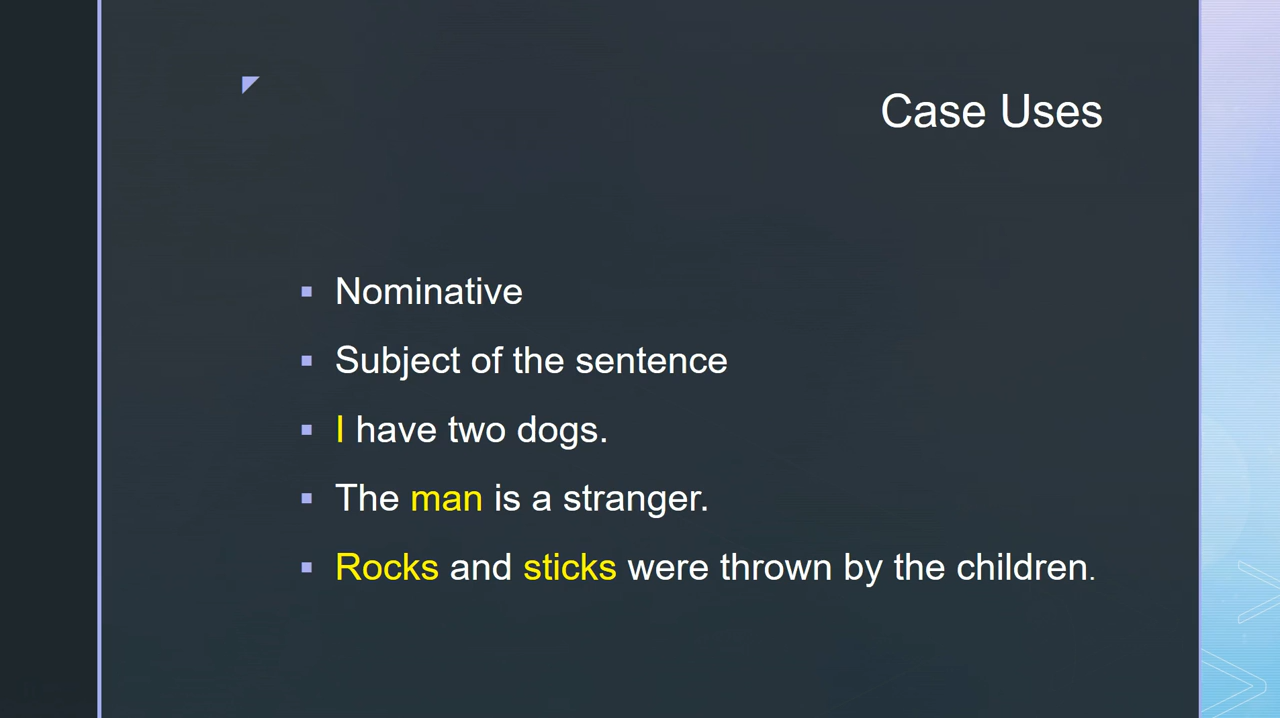 Case Uses
Nominative
Subject of the sentence
I have two dogs.
The man is a stranger.
Rocks and sticks were thrown by the children.